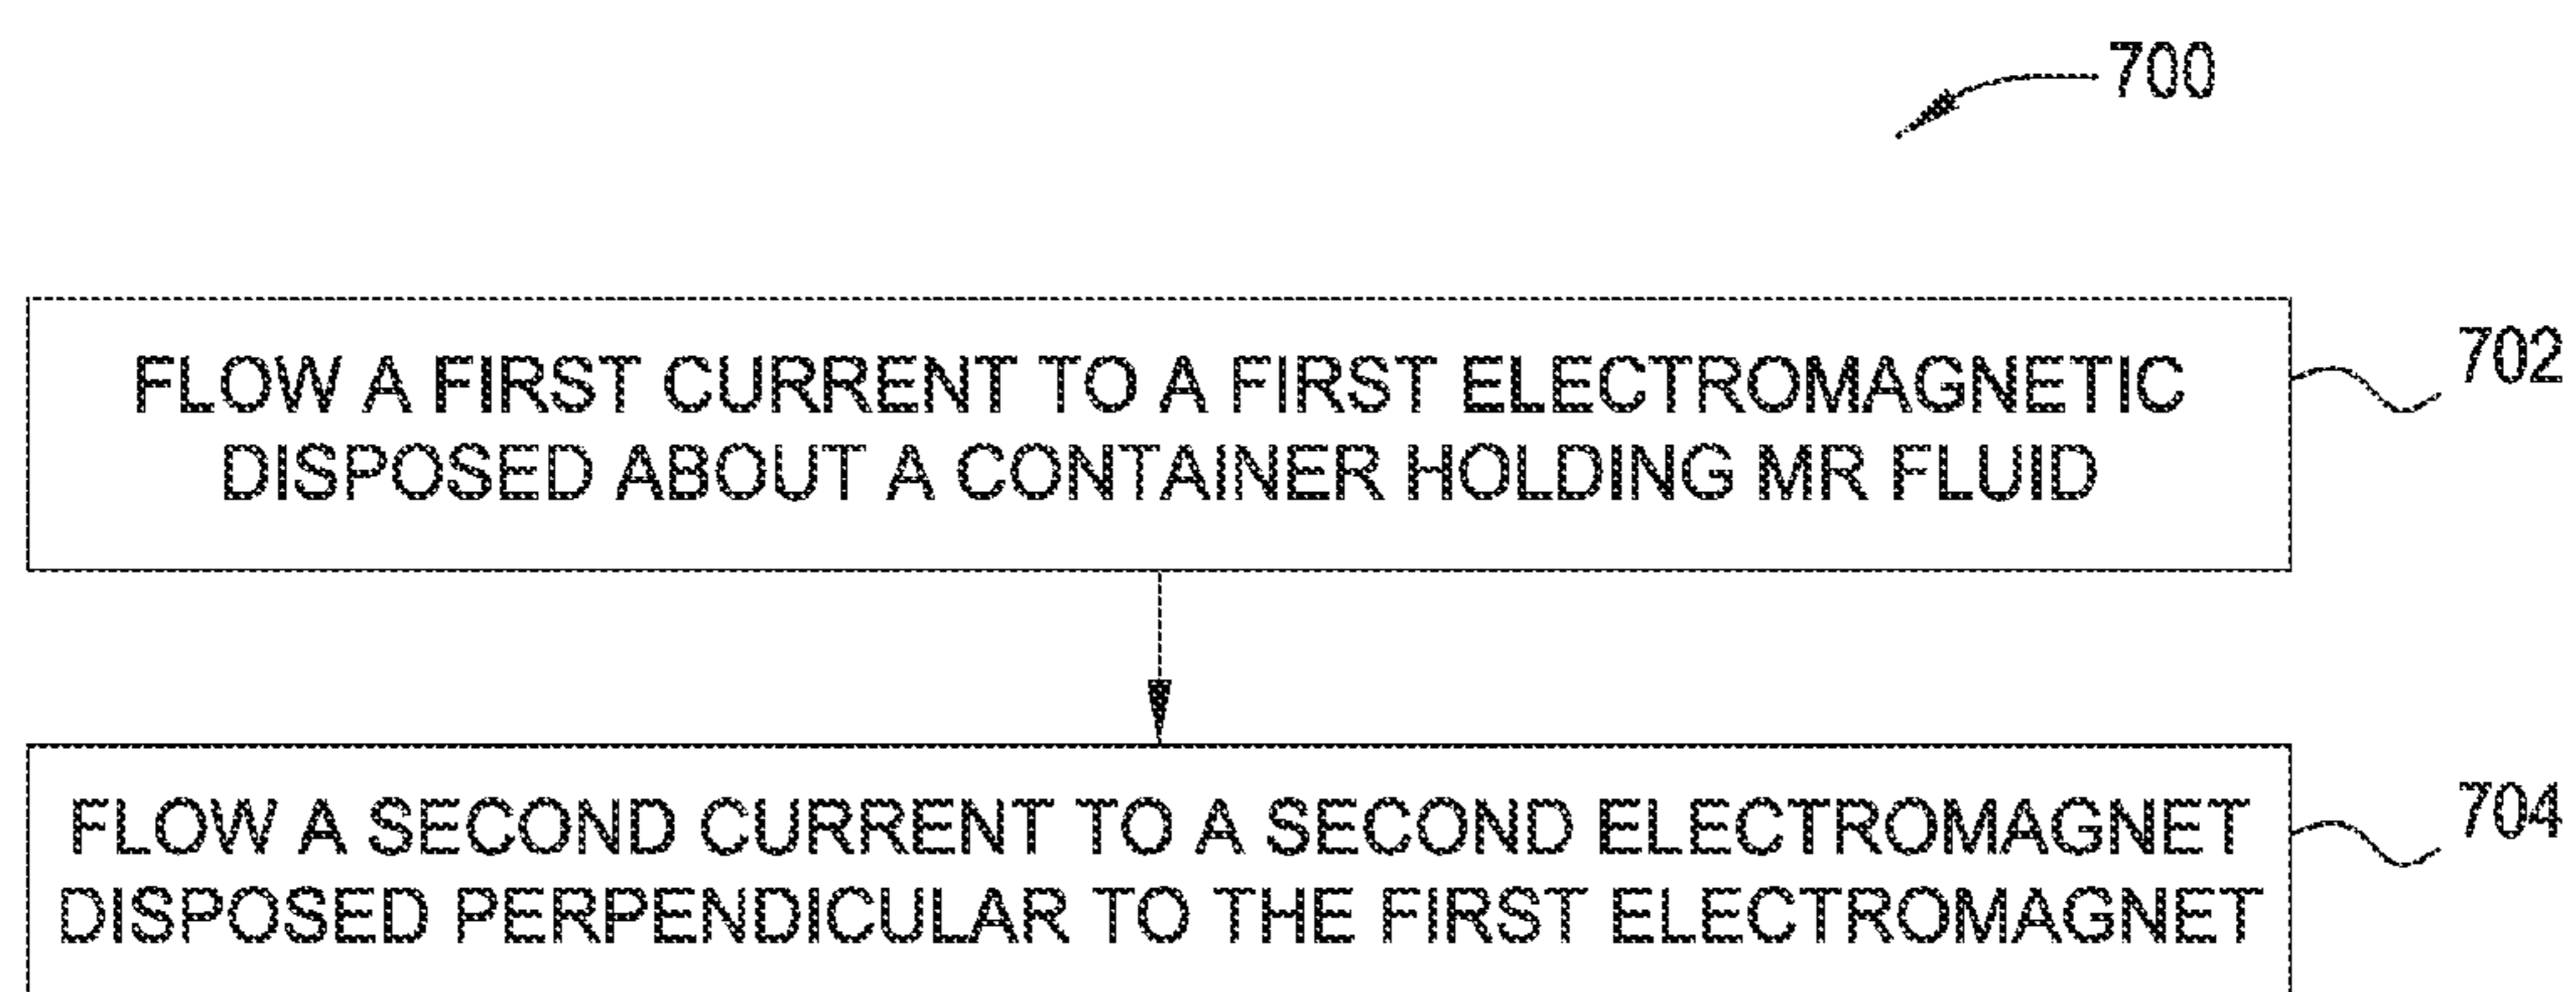 700
FLOW A FIRST CURRENT TO A FIRST ELECTROMAGNETIC
DISPOSED ABOUT A CONTAINER HOLDING MR FLUID
702
FLOW A SECOND CURRENT TO A SECOND ELECTROMAGNET
DISPOSED PERPENDICULAR TO THE FIRST ELECTROMAGNET
704